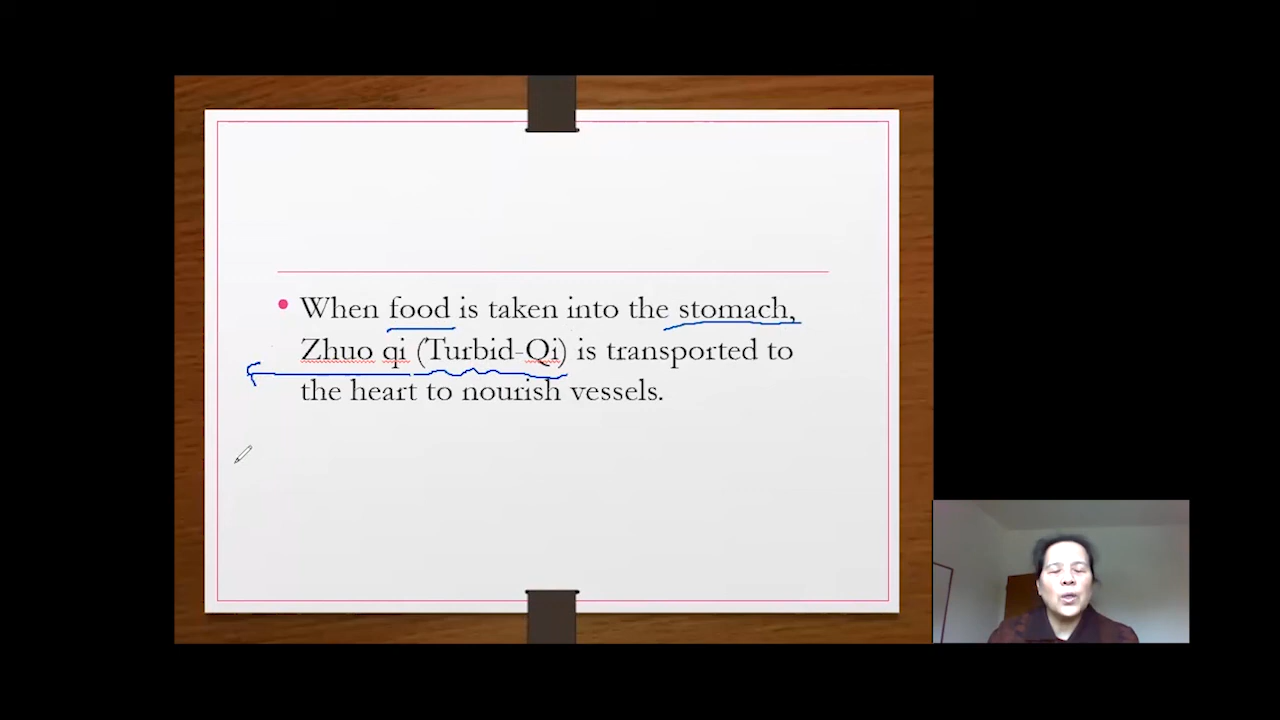 When food is taken into the stomach,
Zhuo qi (Turbid-Qi) is transported to
the heart to nourish vessels.